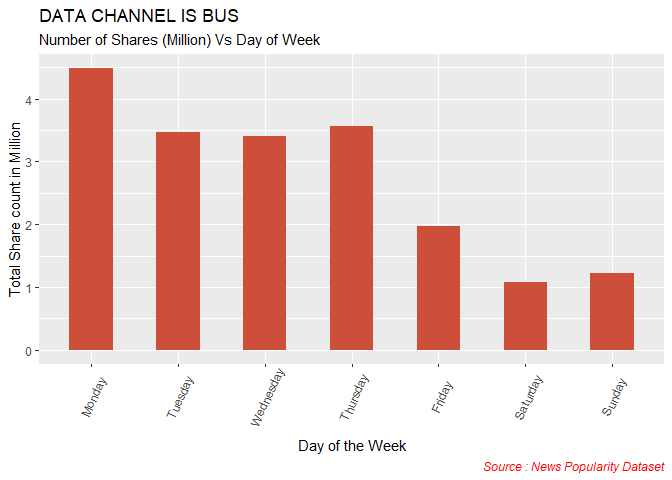 DATA CHANNEL IS BUS
Number of Shares (Million) Vs Day of Week
Total Share count in Million
4
3
2
1
0
Monday
Tuesday
Wednesday
Thursday
Friday
Saturday
Sunday
Day of the Week
Source : News Popularity Dataset